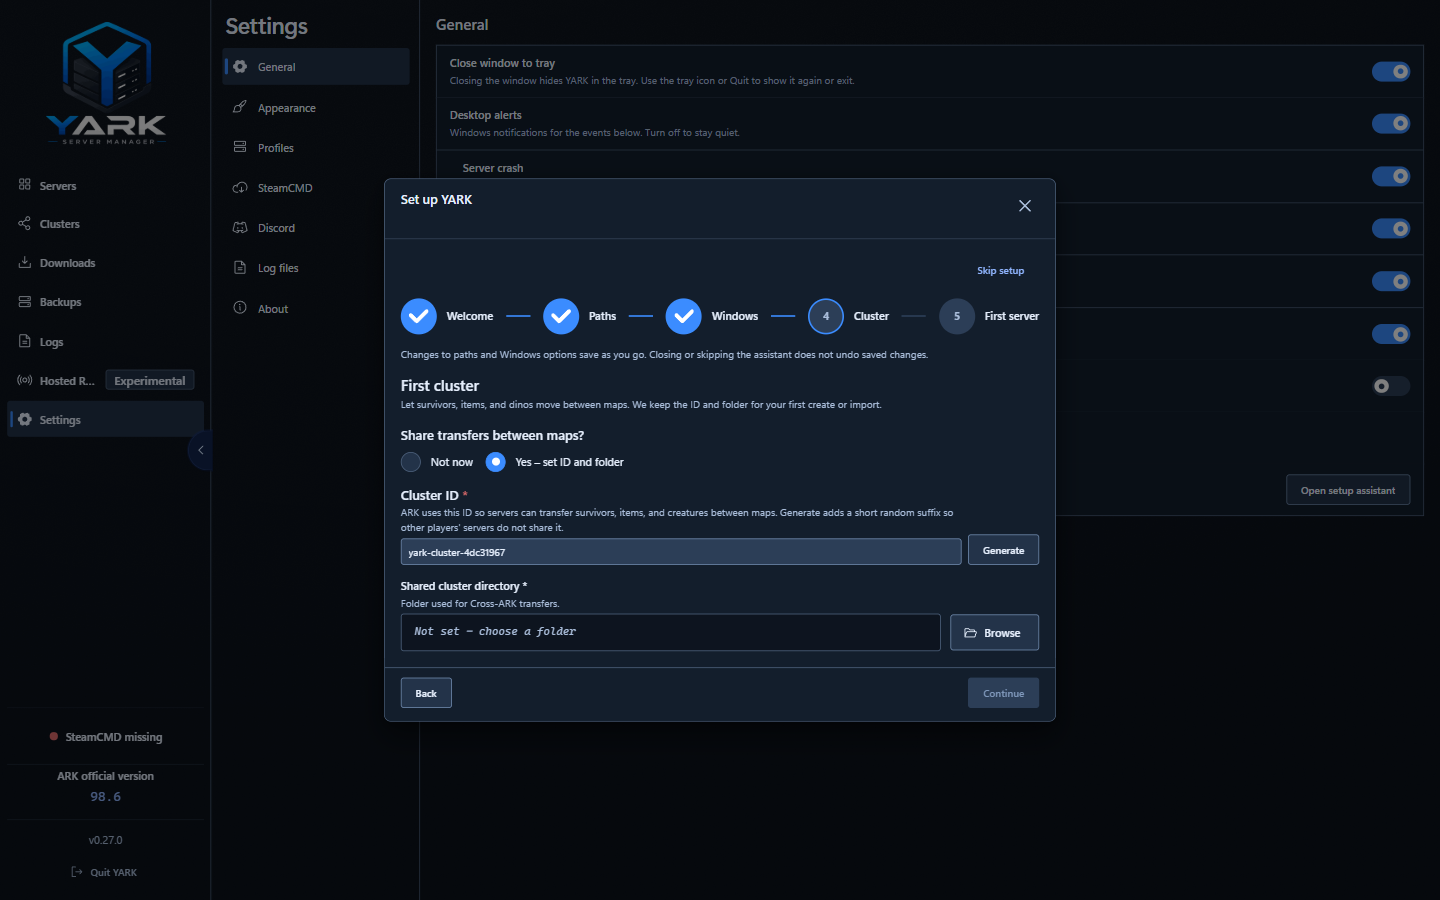 YARK
SERVER MANAGER
Servers
Clusters
Downloads
Backups
Logs
Hosted R...
Experimental
Settings
SteamCMD missing
ARK official version
98.6
v0.27.0
Quit YARK
Settings
General
Appearance
Profiles
SteamCMD
Discord
Log files
About
General
Close window to tray
Closing the window hides YARK in the tray. Use the tray icon or Quit to show it again or exit.
Desktop alerts
Windows notifications for the events below. Turn off to stay quiet.
Server crash
Open setup assistant
Set up YARK
Skip setup
Welcome
Paths
Windows
4 Cluster
5 First server
Changes to paths and Windows options save as you go. Closing or skipping the assistant does not undo saved changes.
First cluster
Let survivors, items, and dinos move between maps. We keep the ID and folder for your first create or import.
Share transfers between maps?
Not now
Yes – set ID and folder
Cluster ID *
ARK uses this ID so servers can transfer survivors, items, and creatures between maps. Generate adds a short random suffix so
other players' servers do not share it.
yark-cluster-4dc31967
Generate
Shared cluster directory *
Folder used for Cross-ARK transfers.
Not set — choose a folder
Browse
Back
Continue